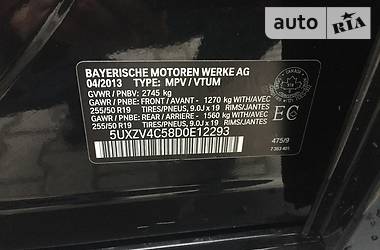 auto RIA
BAYERISCHE MOTOREN WERKE AG
04/2013 TYPE: MPV / VTUM
GVWR / PNBV: 2745 kg
GAWR / PNBE: FRONT / AVANT - 1270 kg WITH/AVEC
255/50 R19 TIRES/PNEUS, 9.0J x 19 RIMS/JANTES
GAWR / PNBE: REAR / ARRIERE - 1560 kg WITH/AVEC
255/50 R19 TIRES/PNEUS, 9.0J x 19 RIMS/JANTES
5UXZV4C58D0E12293
EC
475/9